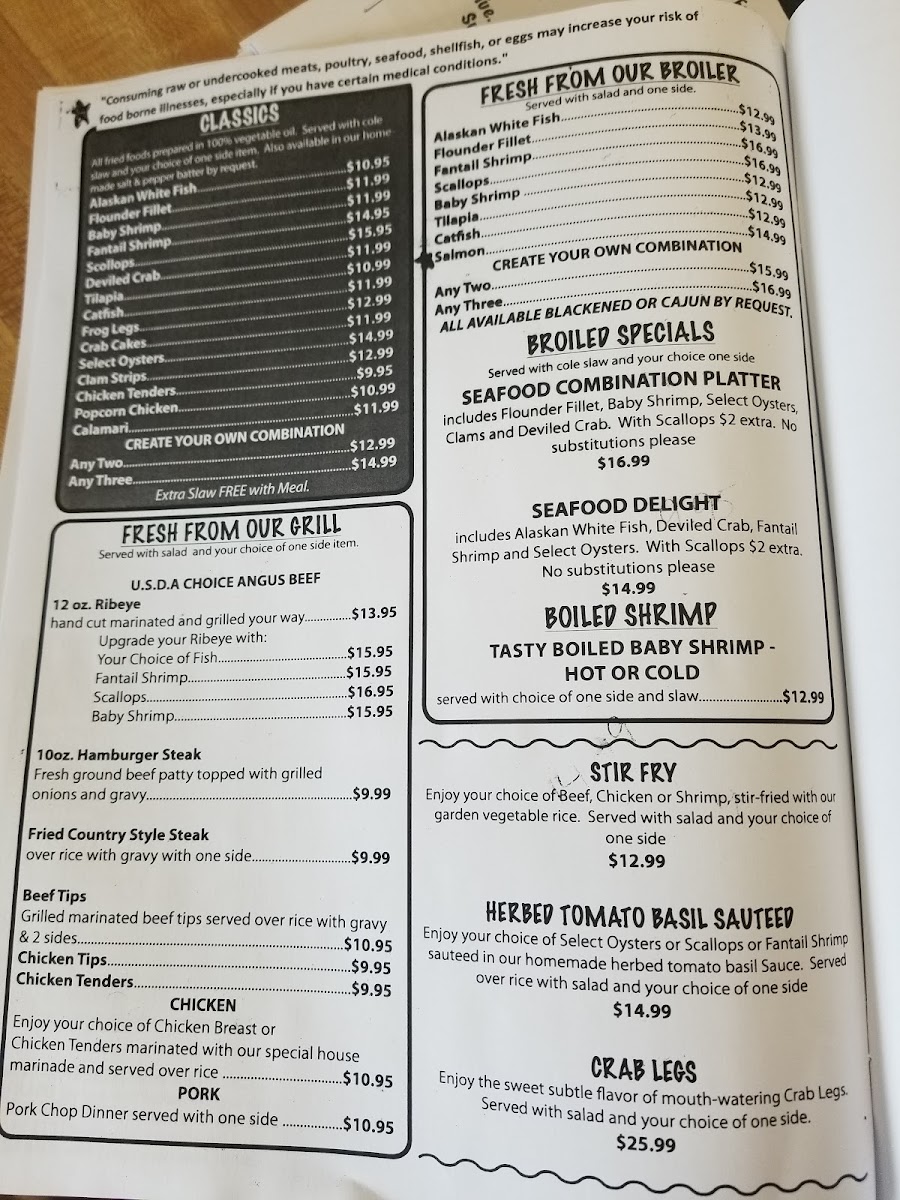 "Consuming raw or undercooked meats, poultry, seafood, shellfish, or eggs may increase your risk of
food borne illnesses, especially if you have certain medical conditions."
CLASSICS
All fried foods prepared in 100% vegetable oil. Served with cole
slaw and your choice of one side item. Also available in our home-
made salt & pepper batter by request.
Alaskan White Fish...$10.95
Flounder Fillet...$11.99
Baby Shrimp...$11.99
Fantail Shrimp...$14.95
Scollops...$15.95
Deviled Crab...$11.99
Tilapia...$10.99
Catfish...$11.99
Frog Legs...$12.99
Crab Cakes...$11.99
Select Oysters...$14.99
Clam Strips...$12.99
Chicken Tenders...$9.95
Popcorn Chicken...$10.99
Calamari...$11.99
CREATE YOUR OWN COMBINATION
Any Two...$12.99
Any Three...$14.99
Extra Slaw FREE with Meal.
FRESH FROM OUR GRILL
Served with salad and your choice of one side item.
U.S.D.A CHOICE ANGUS BEEF
12 oz. Ribeye
hand cut marinated and grilled your way...$13.95
Upgrade your Ribeye with:
Your Choice of Fish...$15.95
Fantail Shrimp...$15.95
Scallops...$16.95
Baby Shrimp...$15.95
10oz. Hamburger Steak
Fresh ground beef patty topped with grilled
onions and gravy...$9.99
Fried Country Style Steak
over rice with gravy with one side...$9.99
Beef Tips
Grilled marinated beef tips served over rice with gravy
& 2 sides...$10.95
Chicken Tips...$9.95
Chicken Tenders...$9.95
CHICKEN
Enjoy your choice of Chicken Breast or
Chicken Tenders marinated with our special house
marinade and served over rice ...$10.95
PORK
Pork Chop Dinner served with one side ...$10.95
FRESH FROM OUR BROILER
Served with salad and one side.
Alaskan White Fish...$12.99
Flounder Fillet...$13.99
Fantail Shrimp...$16.99
Scallops...$16.99
Baby Shrimp ...$12.99
Tilapia...$12.99
Catfish...$12.99
Salmon...$14.99
CREATE YOUR OWN COMBINATION
Any Two...$15.99
Any Three...$16.99
ALL AVAILABLE BLACKENED OR CAJUN BY REQUEST.
BROILED SPECIALS
Served with cole slaw and your choice one side
SEAFOOD COMBINATION PLATTER
includes Flounder Fillet, Baby Shrimp, Select Oysters,
Clams and Deviled Crab. With Scallops $2 extra. No
substitutions please
$16.99
SEAFOOD DELIGHT
includes Alaskan White Fish, Deviled Crab, Fantail
Shrimp and Select Oysters. With Scallops $2 extra.
No substitutions please
$14.99
BOILED SHRIMP
TASTY BOILED BABY SHRIMP -
HOT OR COLD
served with choice of one side and slaw...$12.99
STIR FRY
Enjoy your choice of Beef, Chicken or Shrimp, stir-fried with our
garden vegetable rice. Served with salad and your choice of
one side
$12.99
HERBED TOMATO BASIL SAUTEED
Enjoy your choice of Select Oysters or Scallops or Fantail Shrimp
sauteed in our homemade herbed tomato basil Sauce. Served
over rice with salad and your choice of one side
$14.99
CRAB LEGS
Enjoy the sweet subtle flavor of mouth-watering Crab Legs.
Served with salad and your choice of one side.
$25.99